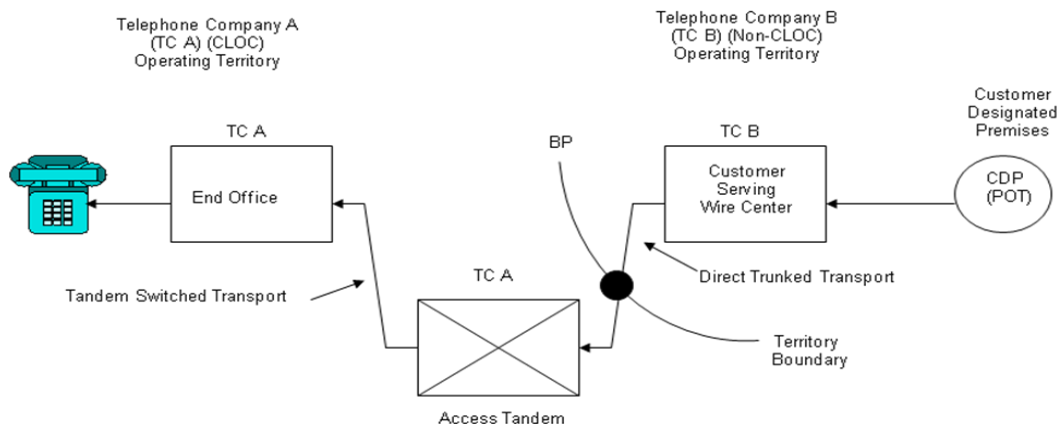 Telephone Company A
(TC A) (CLOC)
Operating Territory
Telephone Company B
(TC B) (Non-CLOC)
Operating Territory
Customer
Designated
Premises
TC A
BP
TC B
End Office
Customer
Serving
Wire Center
CDP
(POT)
Tandem Switched Transport
TC A
Direct Trunked Transport
Territory
Boundary
Access Tandem